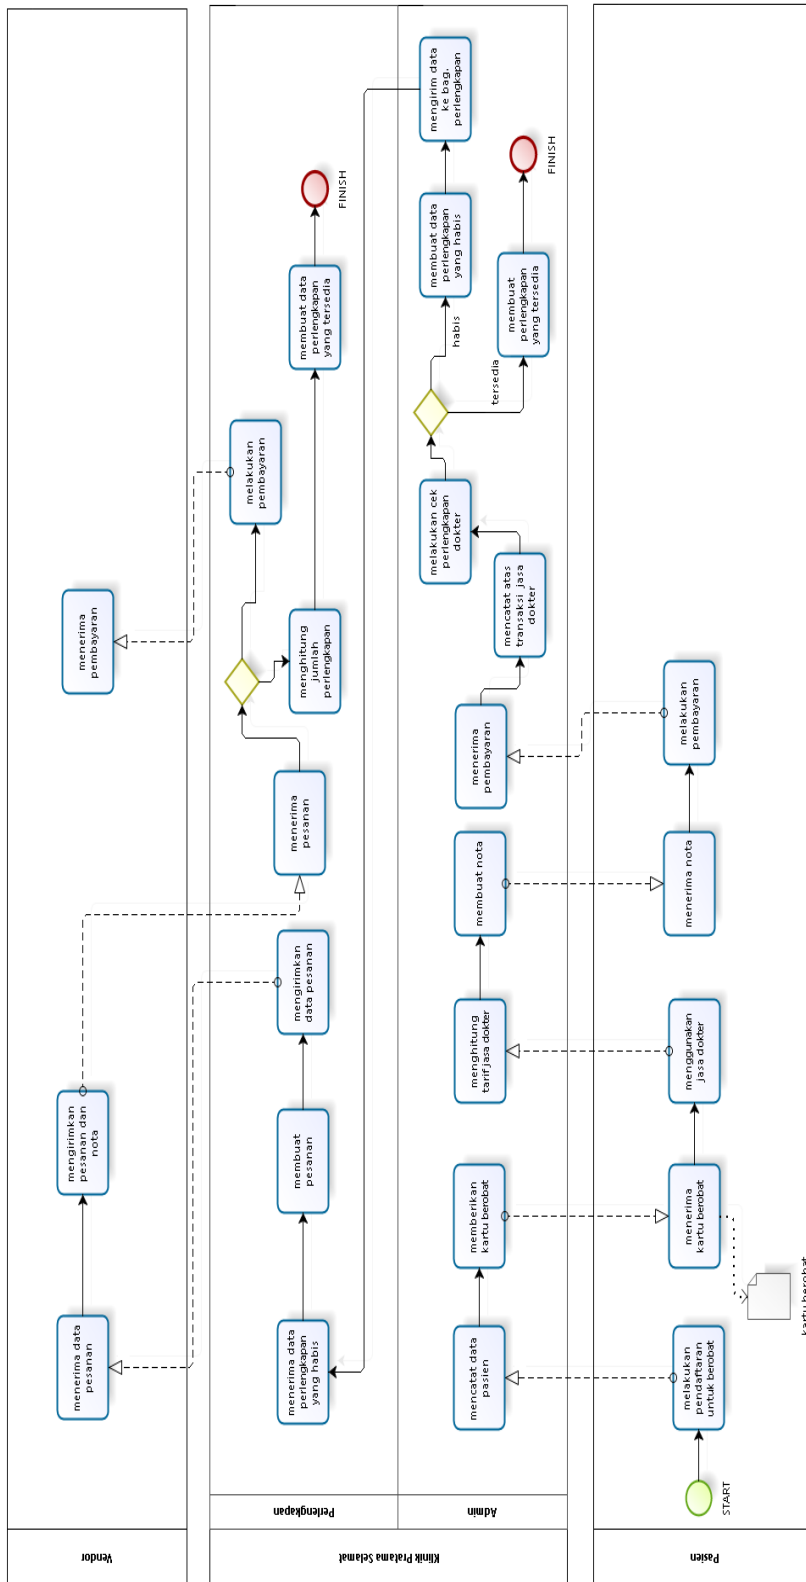 Vendor
menerima data
pesanan
mengirimkan
pesanan dan
nota
menerima
pembayaran
Klinik Pratama Selamat
Perlengkapan
menerima data
perlengkapan
yang habis
membuat
pesanan
mengirimkan
data pesanan
menerima
pesanan
menghitung
jumlah
perlengkapan
melakukan
pembayaran
membuat data
perlengkapan
yang tersedia
FINISH
Admin
mencatat data
pasien
memberikan
kartu berobat
menghitung
tarif jasa dokter
membuat nota
menerima
pembayaran
mencatat atas
transaksi jasa
dokter
melakukan cek
perlengkapan
dokter
habis
tersedia
membuat data
perlengkapan
yang habis
membuat
perlengkapan
yang tersedia
mengirim data
ke bag.
perlengkapan
FINISH
Pasien
START
melakukan
pendaftaran
untuk berobat
menerima
kartu berobat
kartu berobat
menggunakan
jasa dokter
menerima nota
melakukan
pembayaran